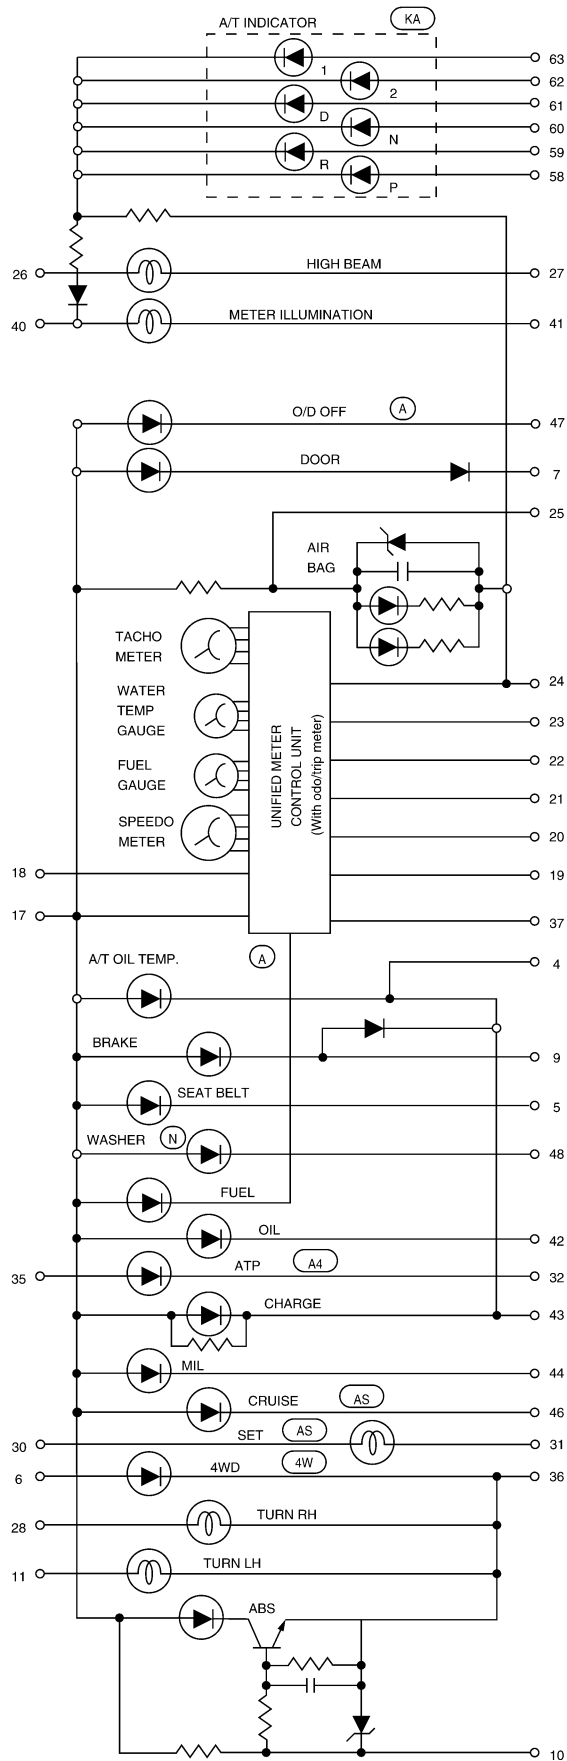 A/T INDICATOR KA
1 63
2 62
D 61
N 60
R 59
P 58
26 HIGH BEAM 27
40 METER ILLUMINATION 41
O/D OFF A 47
DOOR 7
25
AIR
BAG
TACHO
METER
WATER
TEMP
GAUGE
FUEL
GAUGE
SPEEDO
METER
UNIFIED METER
CONTROL UNIT
(With odo/trip meter)
24
23
22
21
20
18 19
17 37
A/T OIL TEMP. A 4
BRAKE 9
SEAT BELT 5
WASHER N 48
FUEL
OIL 42
35 ATP A4 32
CHARGE 43
MIL 44
CRUISE AS 46
30 SET AS 31
6 4WD 4W 36
28 TURN RH
11 TURN LH
ABS
10